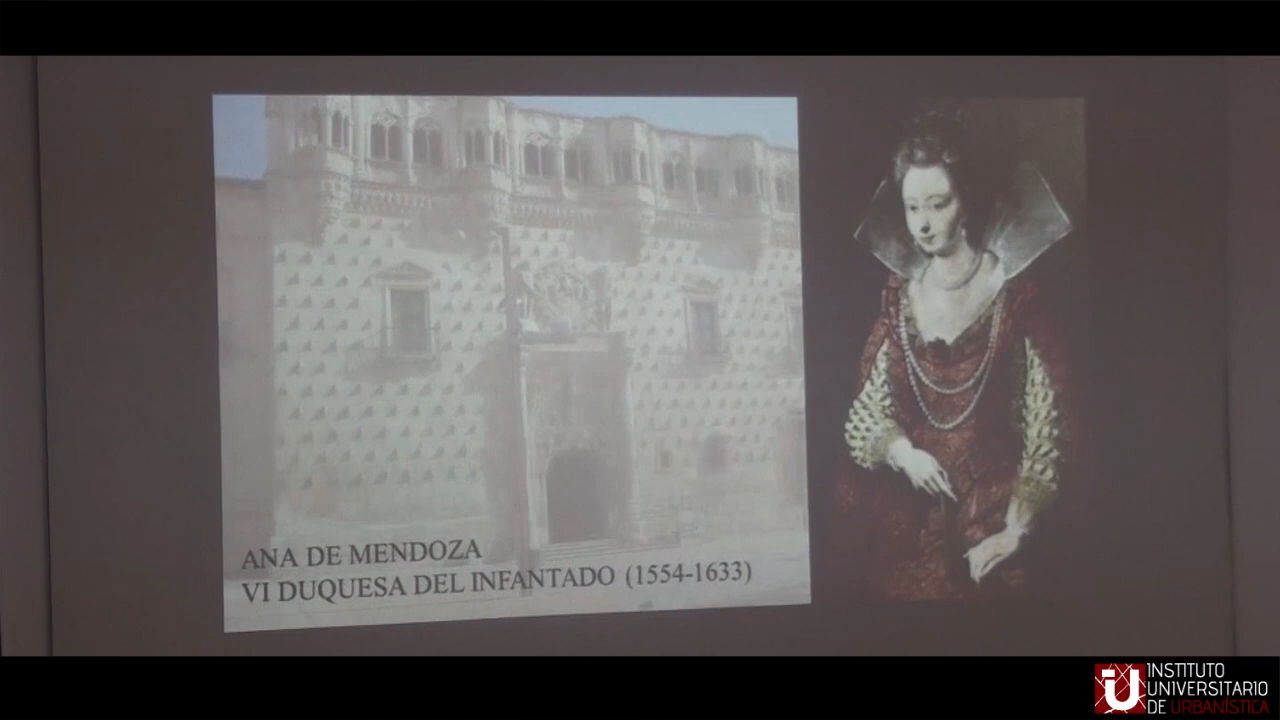 ANA DE MENDOZA
VI DUQUESA DEL INFANTADO (1554-1633)
INSTITUTO
UNIVERSITARIO
DE URBANÍSTICA